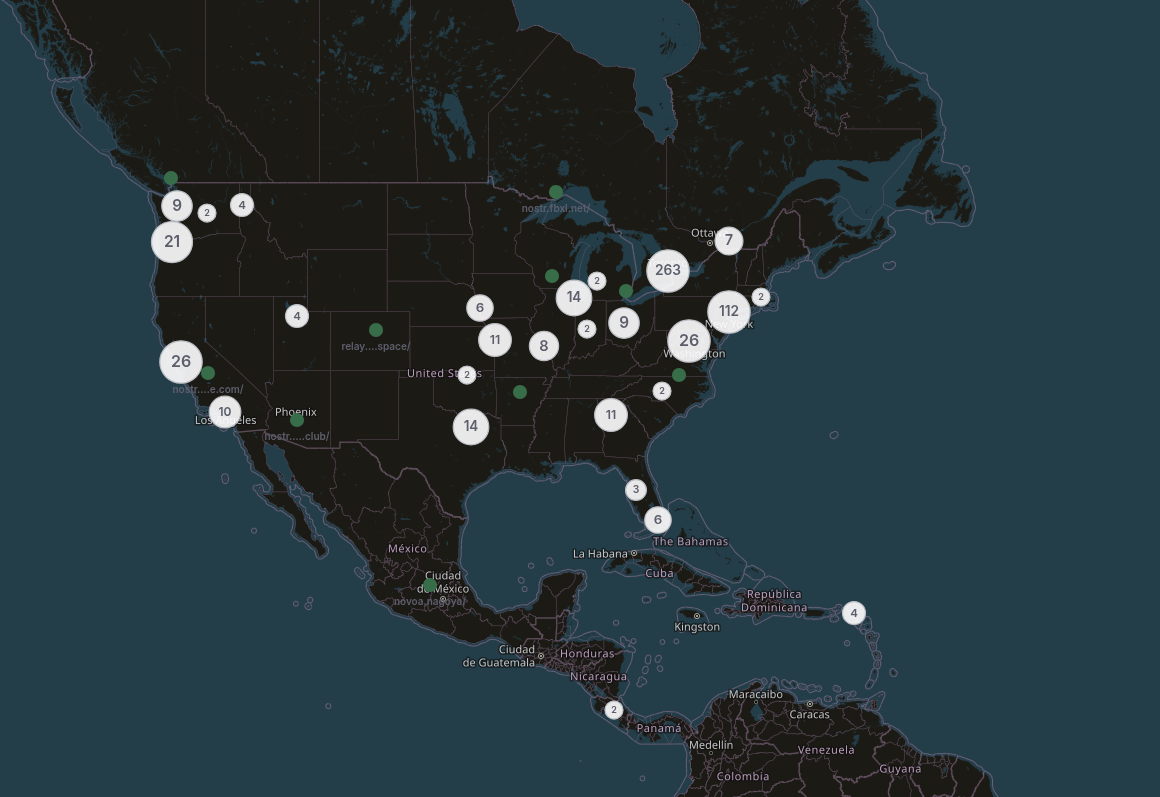 9
2
4
nostr.fbxl.net/
21
Otta
7
263
2
14
112
2
New York
4
6
2
9
26
relay....space/
11
8
Washington
26
United States
2
nostr....e.com/
2
10
Los Angeles
Phoenix
nostr.....club/
14
11
3
6
The Bahamas
México
La Habana
Cuba
Ciudad
de México
novoa.nagoya/
República
Dominicana
4
Kingston
Ciudad
de Guatemala
Honduras
Nicaragua
Maracaibo
2
Caracas
Panamá
Medellín
Venezuela
Guyana
Colombia